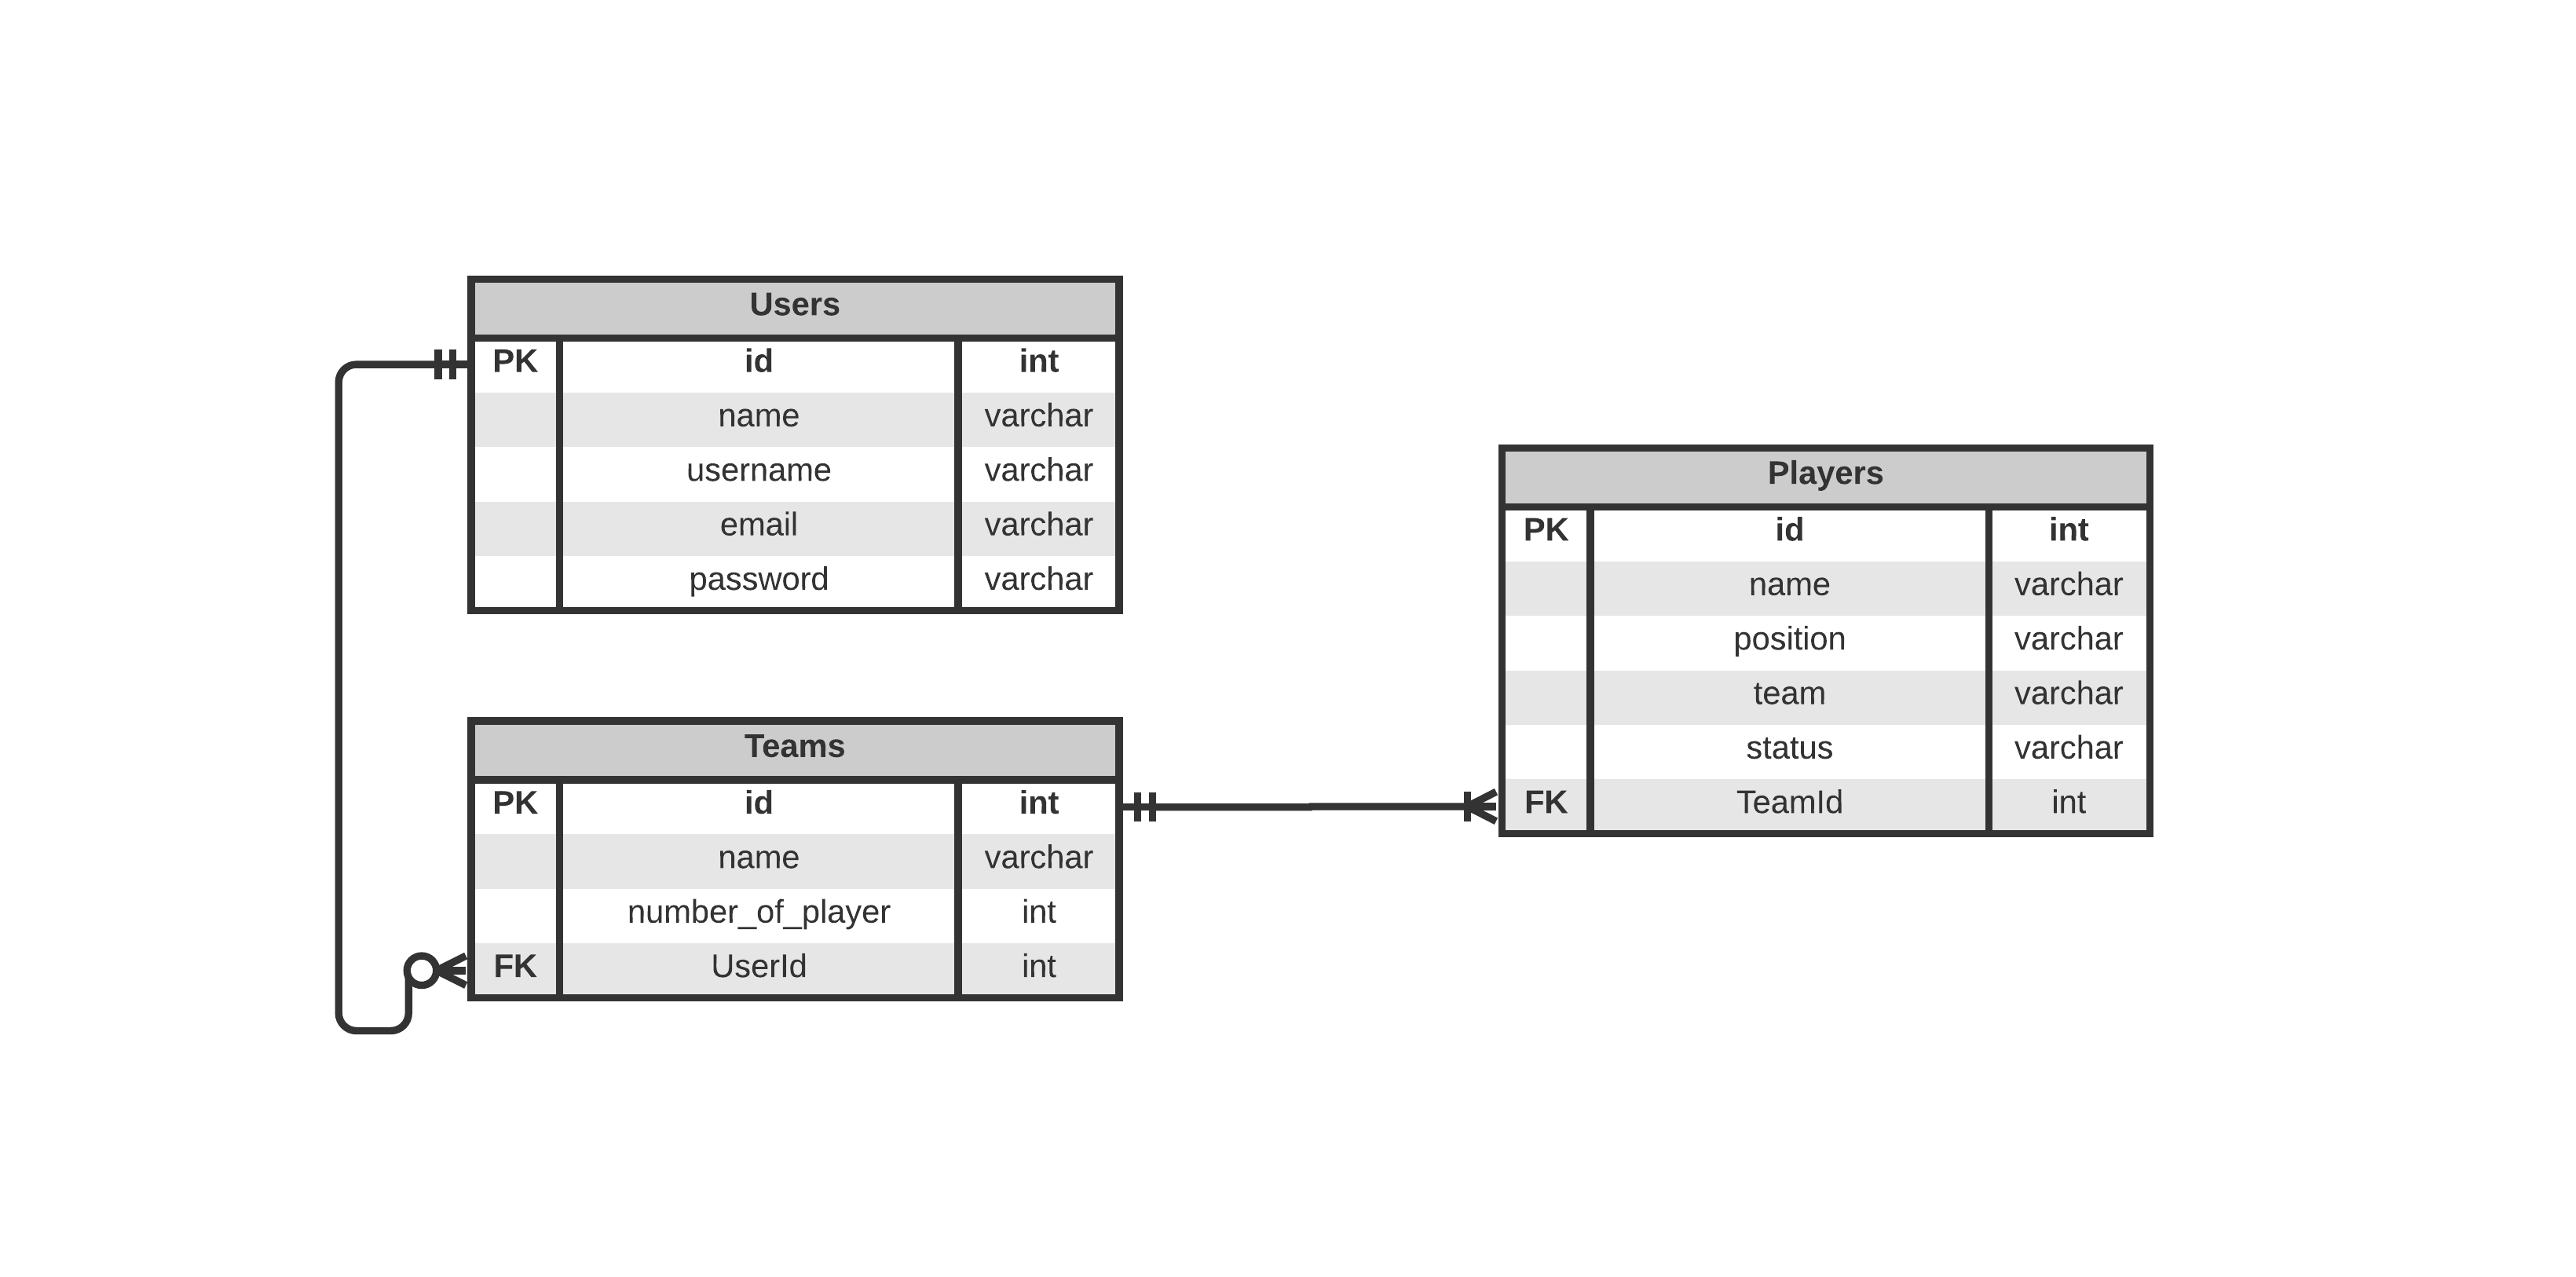 Users
PK id int
name varchar
username varchar
email varchar
password varchar
Teams
PK id int
name varchar
number_of_player int
FK UserId int
Players
PK id int
name varchar
position varchar
team varchar
status varchar
FK TeamId int